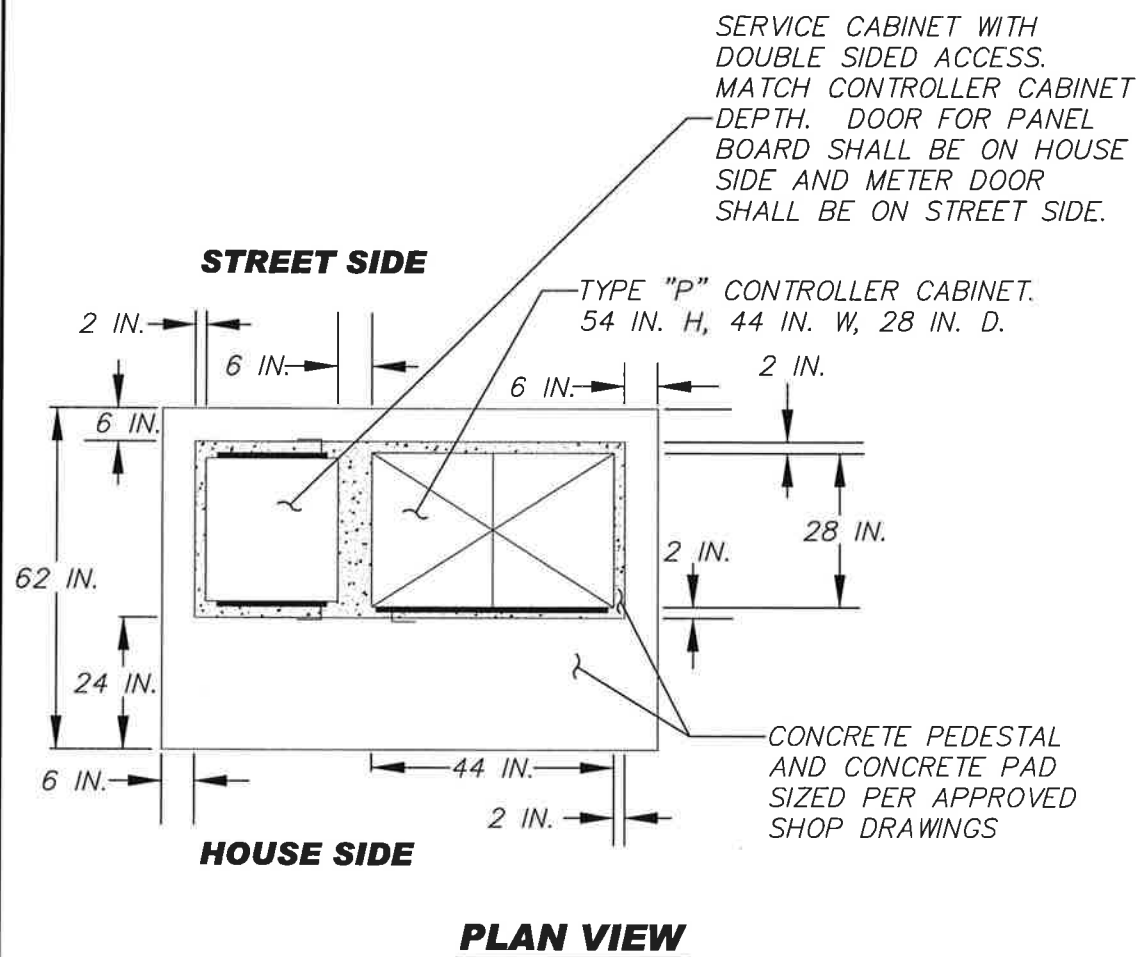 SERVICE CABINET WITH
DOUBLE SIDED ACCESS.
MATCH CONTROLLER CABINET
DEPTH. DOOR FOR PANEL
BOARD SHALL BE ON HOUSE
SIDE AND METER DOOR
SHALL BE ON STREET SIDE.
STREET SIDE
TYPE "P" CONTROLLER CABINET.
54 IN. H, 44 IN. W, 28 IN. D.
2 IN.
6 IN.
6 IN.
2 IN.
6 IN.
28 IN.
2 IN.
62 IN.
24 IN.
44 IN.
6 IN.
2 IN.
CONCRETE PEDESTAL
AND CONCRETE PAD
SIZED PER APPROVED
SHOP DRAWINGS
HOUSE SIDE
PLAN VIEW